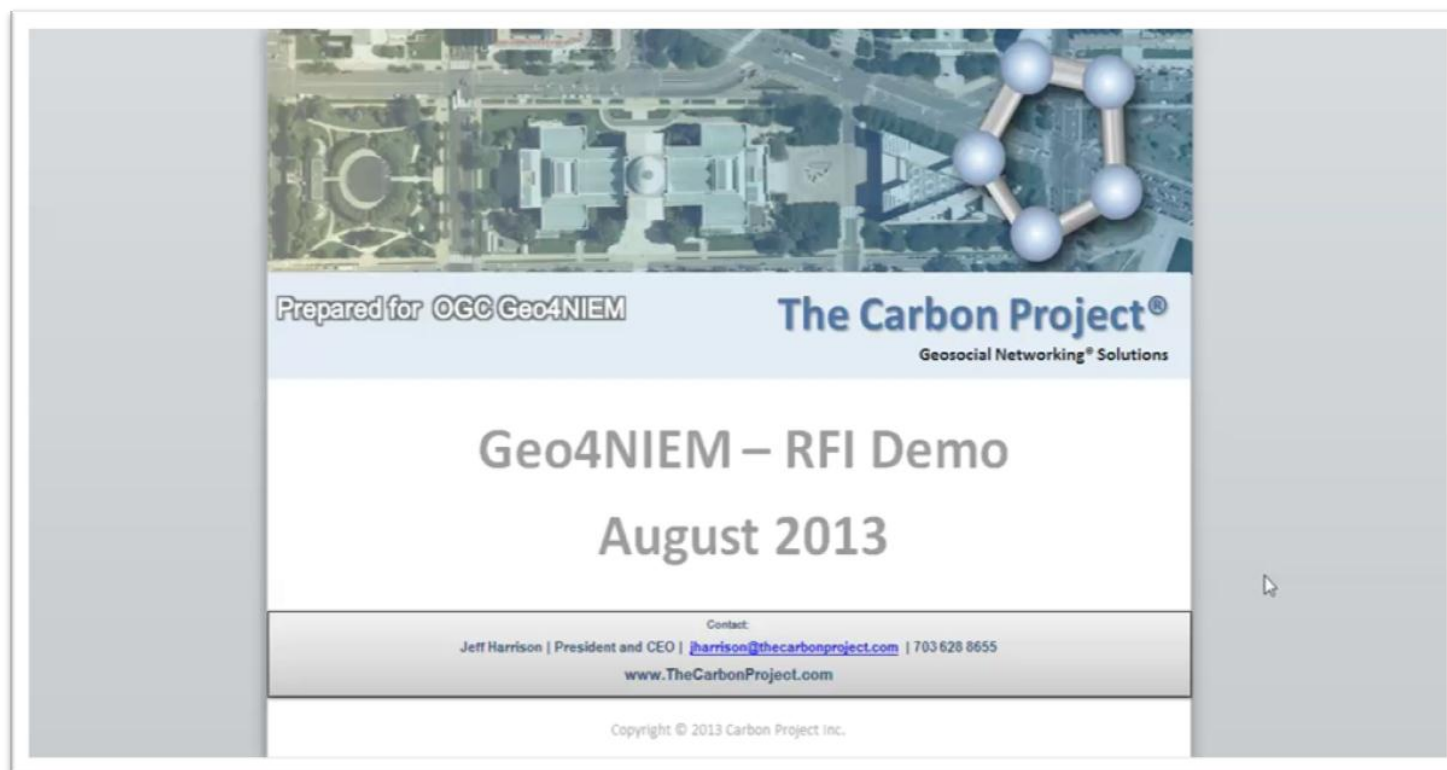 Prepared for OGC Geo4NIEM
The Carbon Project®
Geosocial Networking® Solutions
Geo4NIEM – RFI Demo
August 2013
Contact:
Jeff Harrison | President and CEO | jharrison@thecarbonproject.com | 703 628 8655
www.TheCarbonProject.com
Copyright © 2013 Carbon Project Inc.